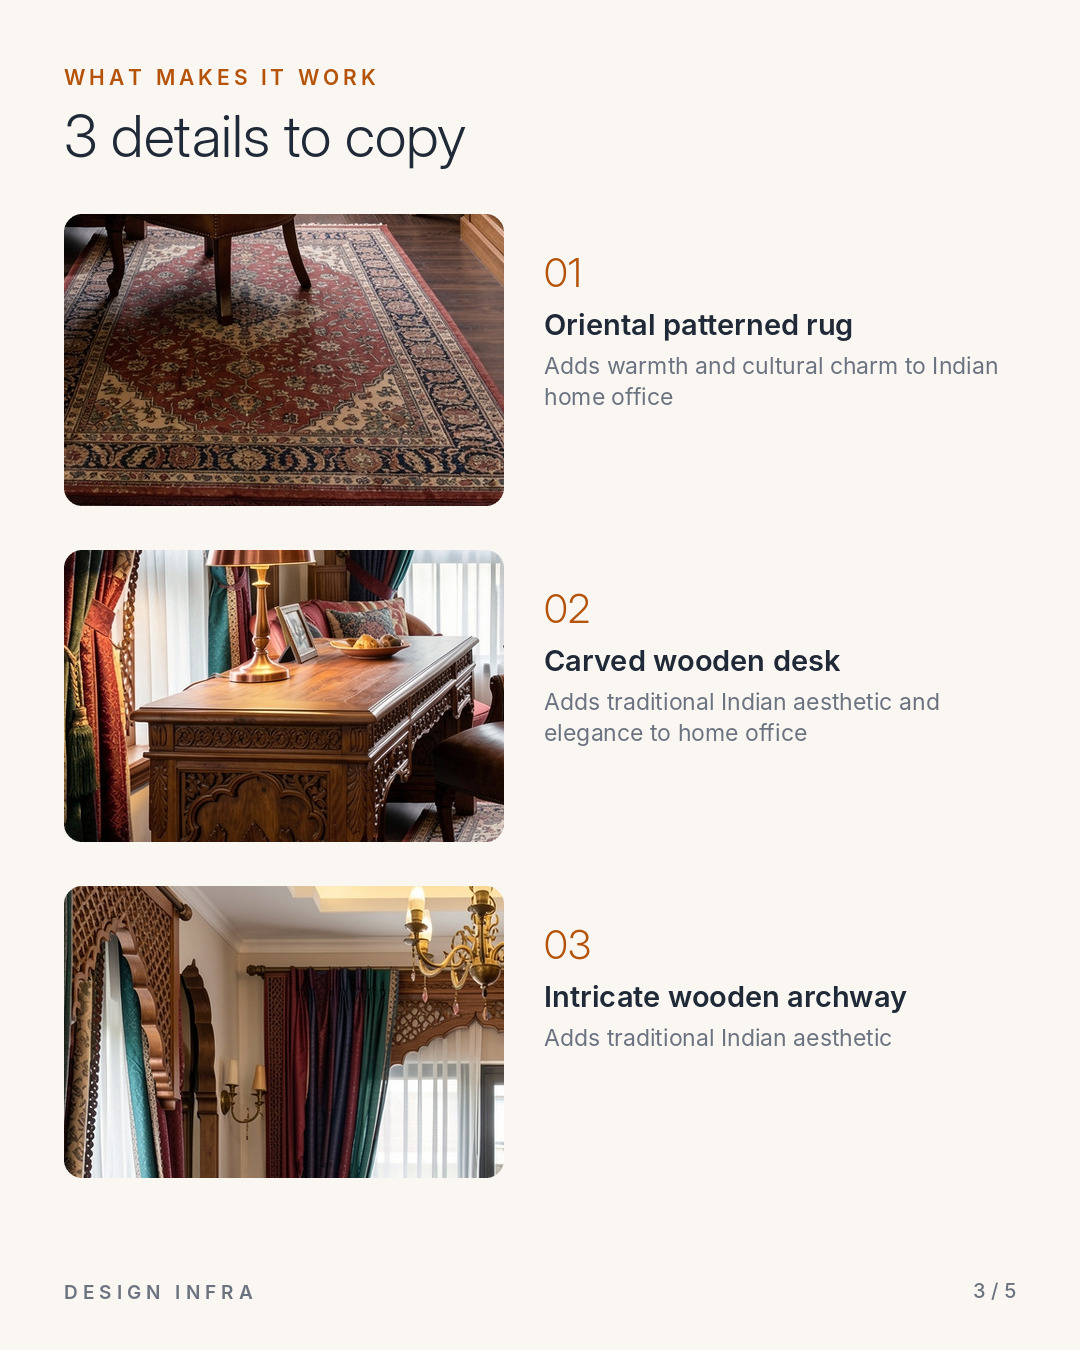 WHAT MAKES IT WORK
3 details to copy
01
Oriental patterned rug
Adds warmth and cultural charm to Indian
home office
02
Carved wooden desk
Adds traditional Indian aesthetic and
elegance to home office
03
Intricate wooden archway
Adds traditional Indian aesthetic
DESIGN INFRA
3 / 5